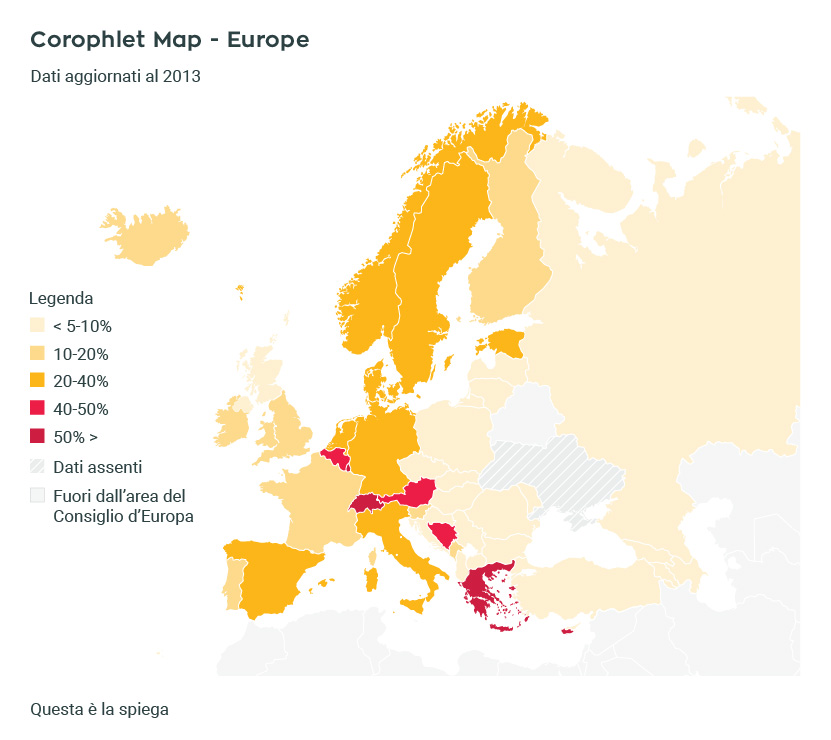 Corophlet Map - Europe
Dati aggiornati al 2013
Legenda
< 5-10%
10-20%
20-40%
40-50%
50% >
Dati assenti
Fuori dall'area del
Consiglio d'Europa
Questa è la spiega